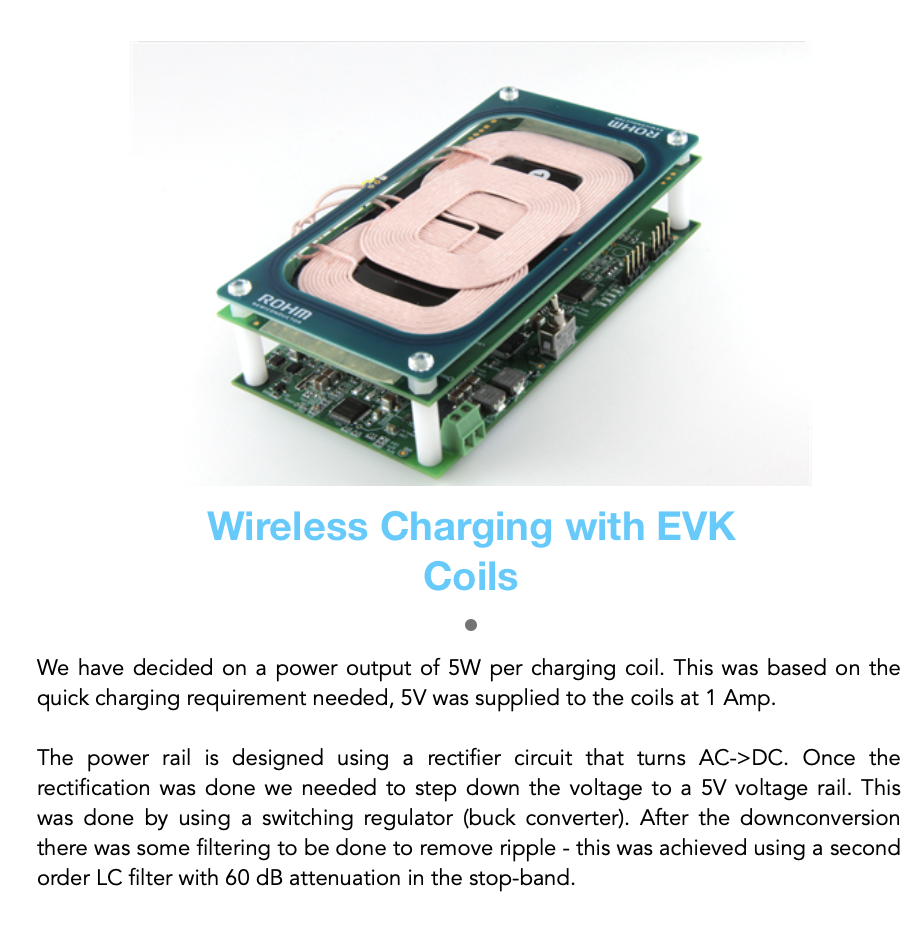 ROHM
SEMICONDUCTOR
ROHM
SEMICONDUCTOR
Wireless Charging with EVK
Coils
We have decided on a power output of 5W per charging coil. This was based on the
quick charging requirement needed, 5V was supplied to the coils at 1 Amp.
The power rail is designed using a rectifier circuit that turns AC->DC. Once the
rectification was done we needed to step down the voltage to a 5V voltage rail. This
was done by using a switching regulator (buck converter). After the downconversion
there was some filtering to be done to remove ripple - this was achieved using a second
order LC filter with 60 dB attenuation in the stop-band.